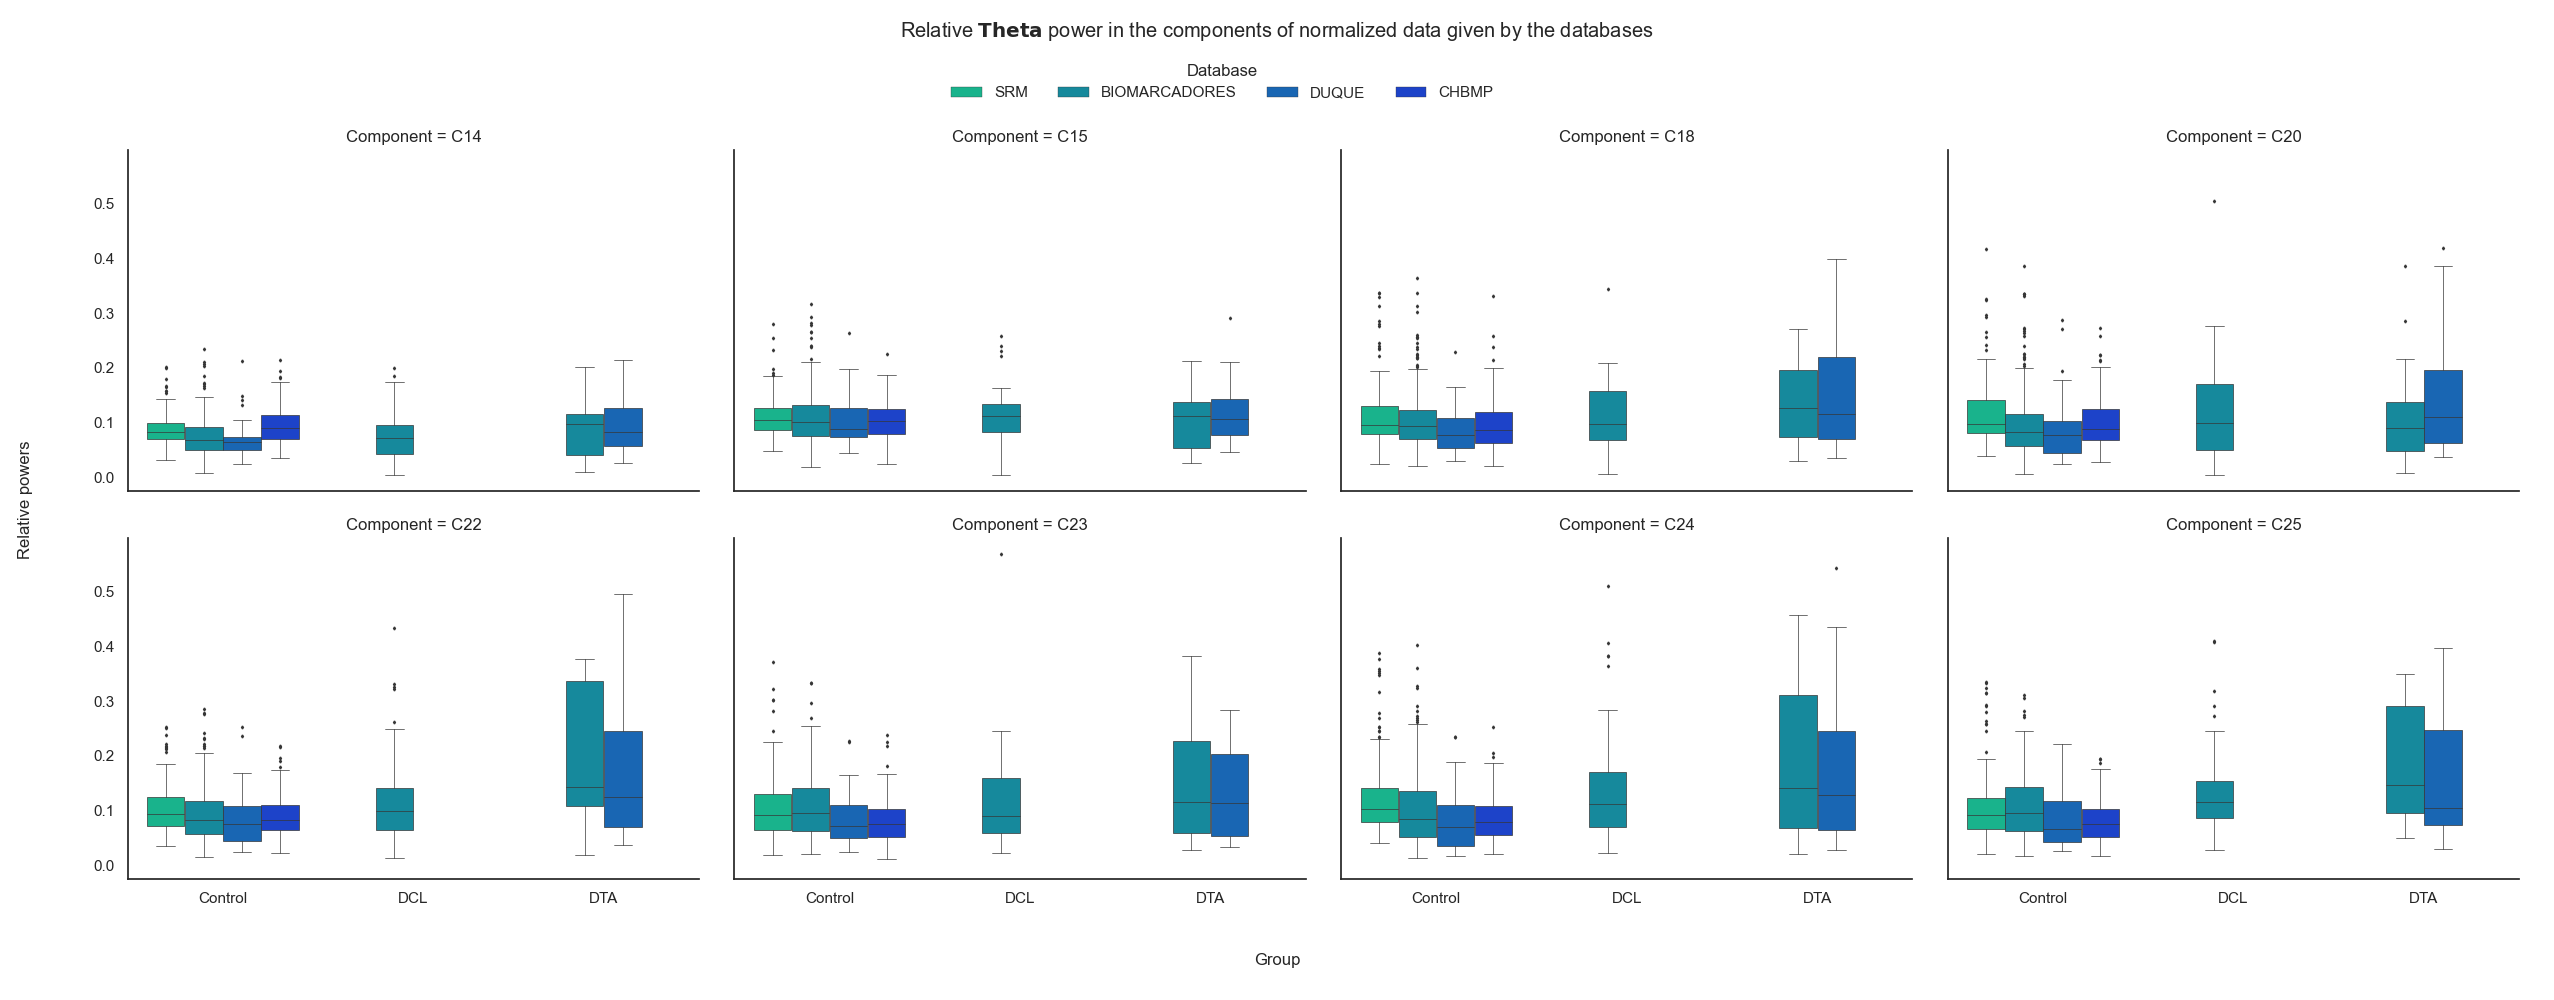 Relative Theta power in the components of normalized data given by the databases
Database
SRM BIOMARCADORES DUQUE CHBMP
Component = C14 Component = C15 Component = C18 Component = C20
0.5
0.4
0.3
0.2
0.1
0.0
Relative powers
Component = C22 Component = C23 Component = C24 Component = C25
0.5
0.4
0.3
0.2
0.1
0.0
Control DCL DTA Control DCL DTA Control DCL DTA Control DCL DTA
Group